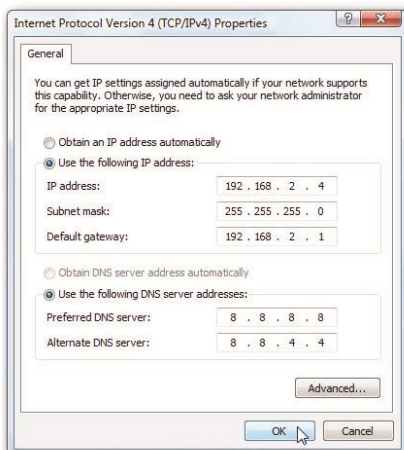 Internet Protocol Version 4 (TCP/IPv4) Properties
General
You can get IP settings assigned automatically if your network supports
this capability. Otherwise, you need to ask your network administrator
for the appropriate IP settings.
Obtain an IP address automatically
Use the following IP address:
IP address: 192 . 168 . 2 . 4
Subnet mask: 255 . 255 . 255 . 0
Default gateway: 192 . 168 . 2 . 1
Obtain DNS server address automatically
Use the following DNS server addresses:
Preferred DNS server: 8 . 8 . 8 . 8
Alternate DNS server: 8 . 8 . 4 . 4
Advanced...
OK Cancel